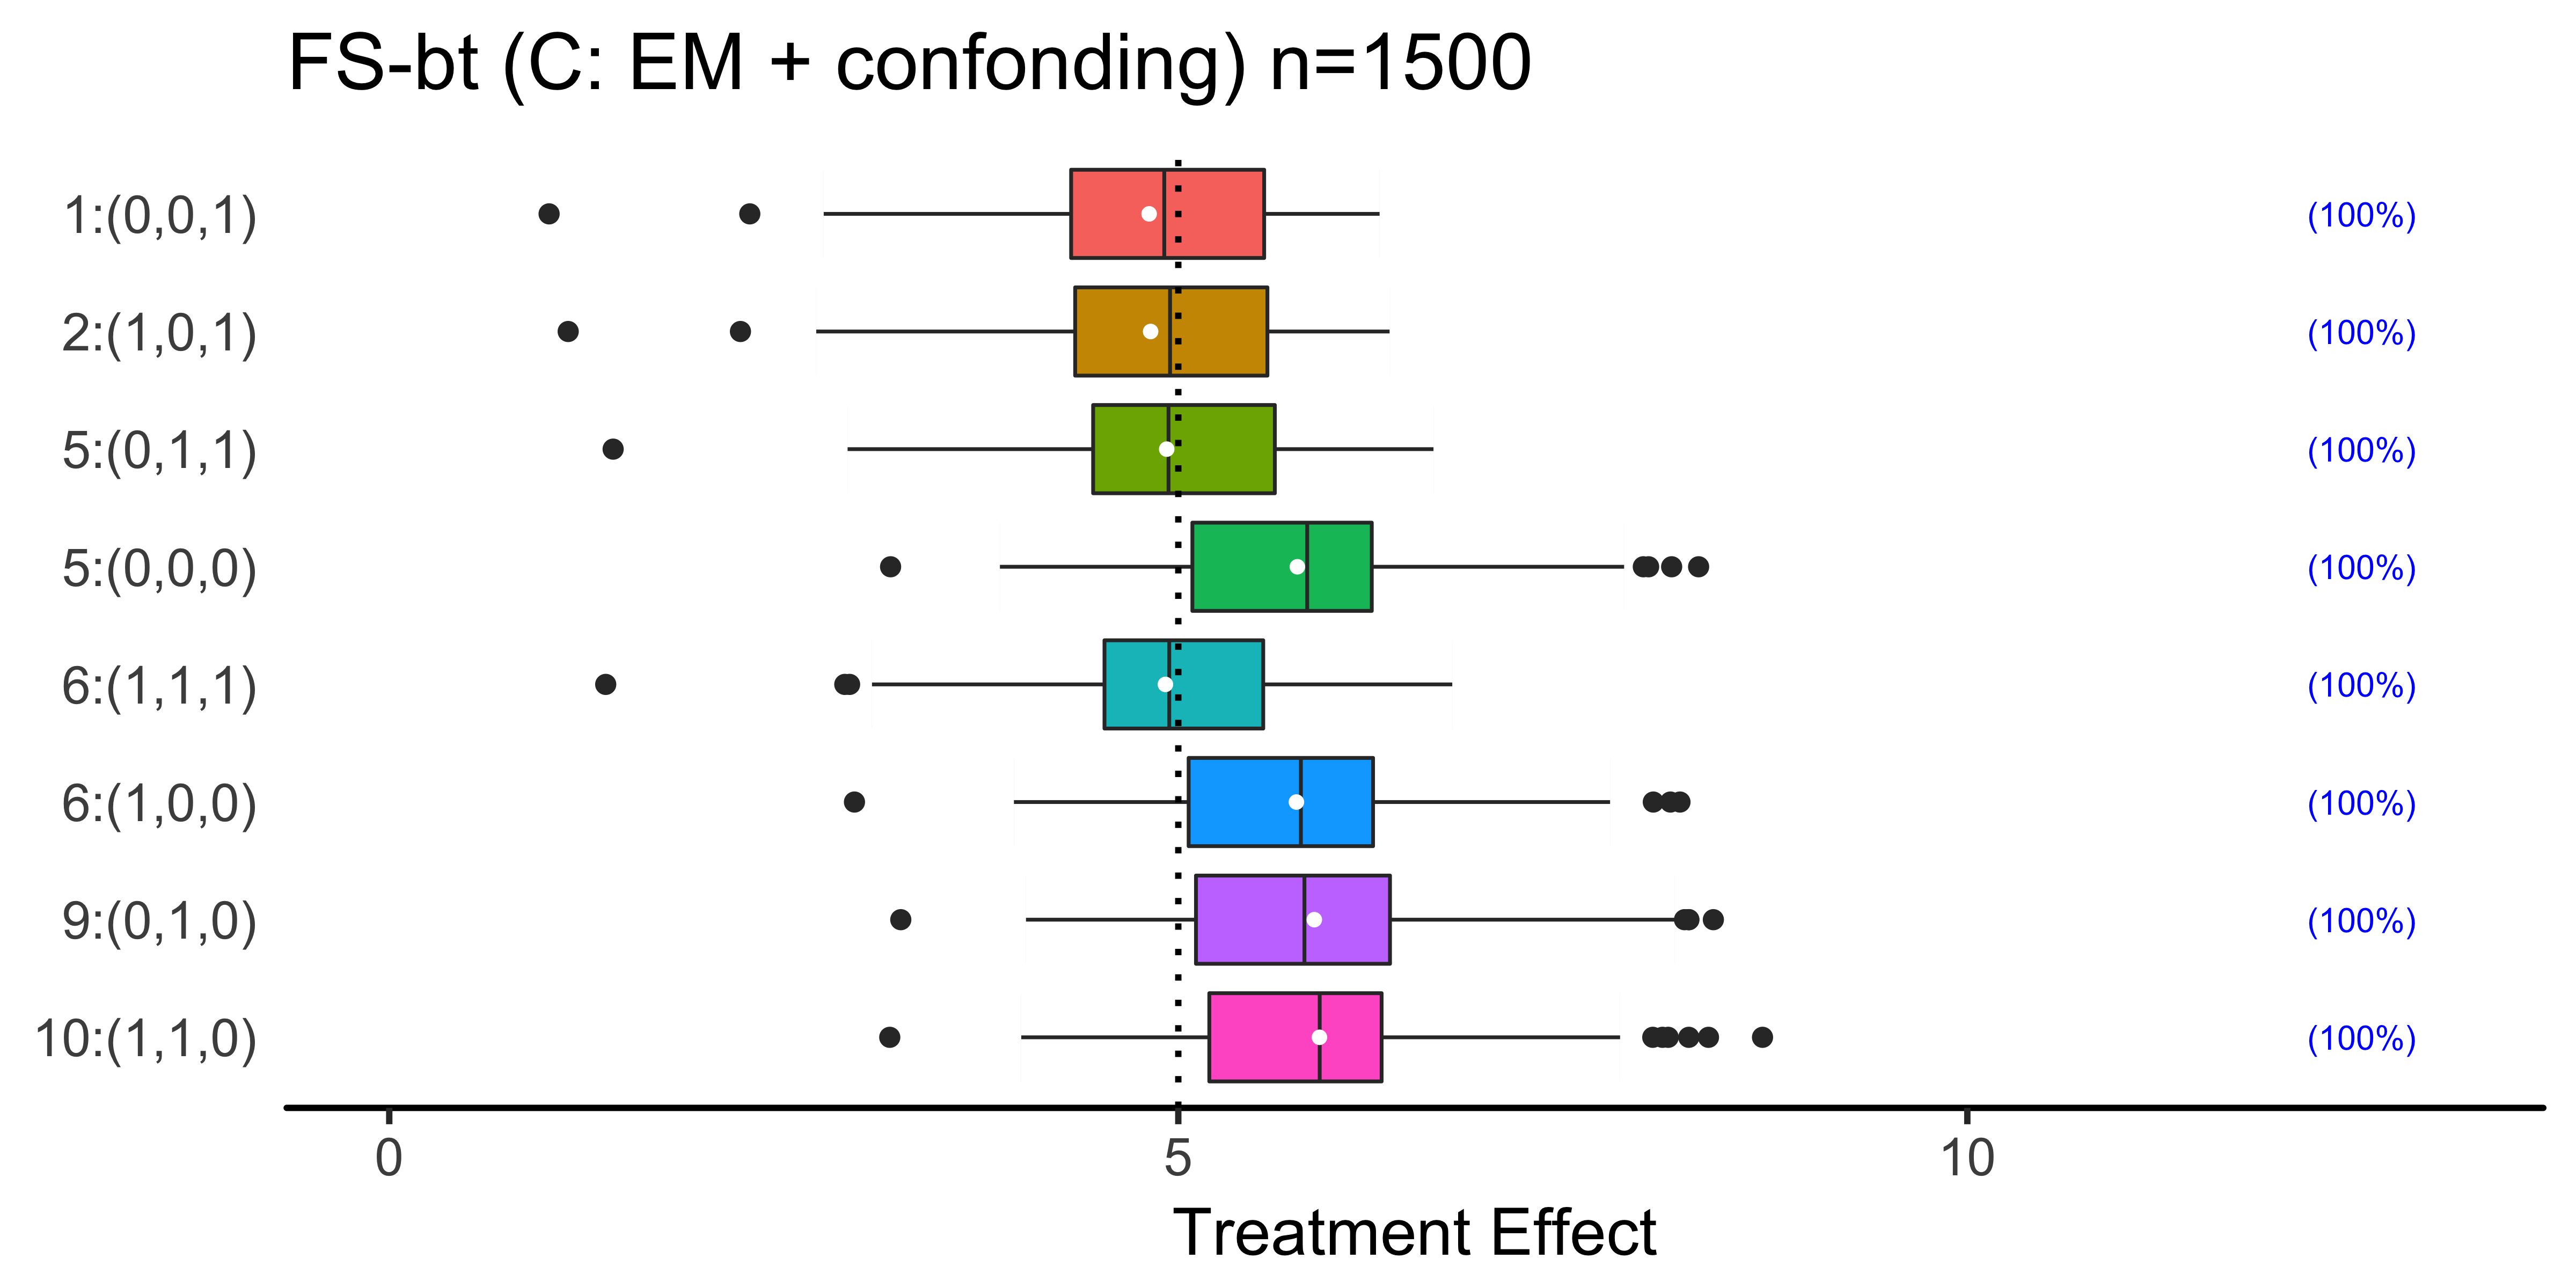 FS-bt (C: EM + confonding) n=1500
1:(0,0,1) (100%)
2:(1,0,1) (100%)
5:(0,1,1) (100%)
5:(0,0,0) (100%)
6:(1,1,1) (100%)
6:(1,0,0) (100%)
9:(0,1,0) (100%)
10:(1,1,0) (100%)
0 5 10
Treatment Effect